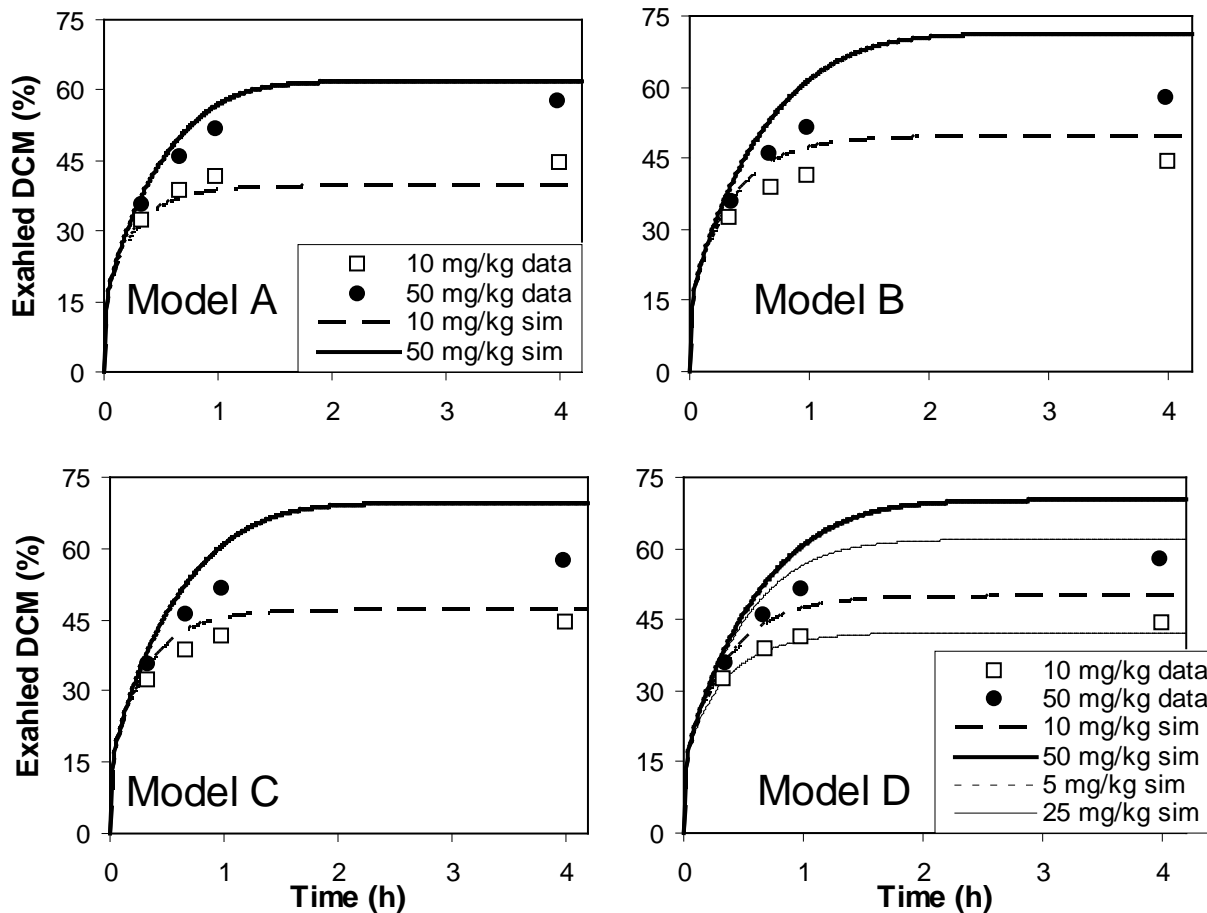 75
60
45
30
15
0
Exahled DCM (%)
Model A
10 mg/kg data
50 mg/kg data
10 mg/kg sim
50 mg/kg sim
0 1 2 3 4
75
60
45
30
15
0
Model B
0 1 2 3 4
75
60
45
30
15
0
Exahled DCM (%)
Model C
0 1 2 3 4
Time (h)
75
60
45
30
15
0
Model D
10 mg/kg data
50 mg/kg data
10 mg/kg sim
50 mg/kg sim
5 mg/kg sim
25 mg/kg sim
0 1 2 3 4
Time (h)